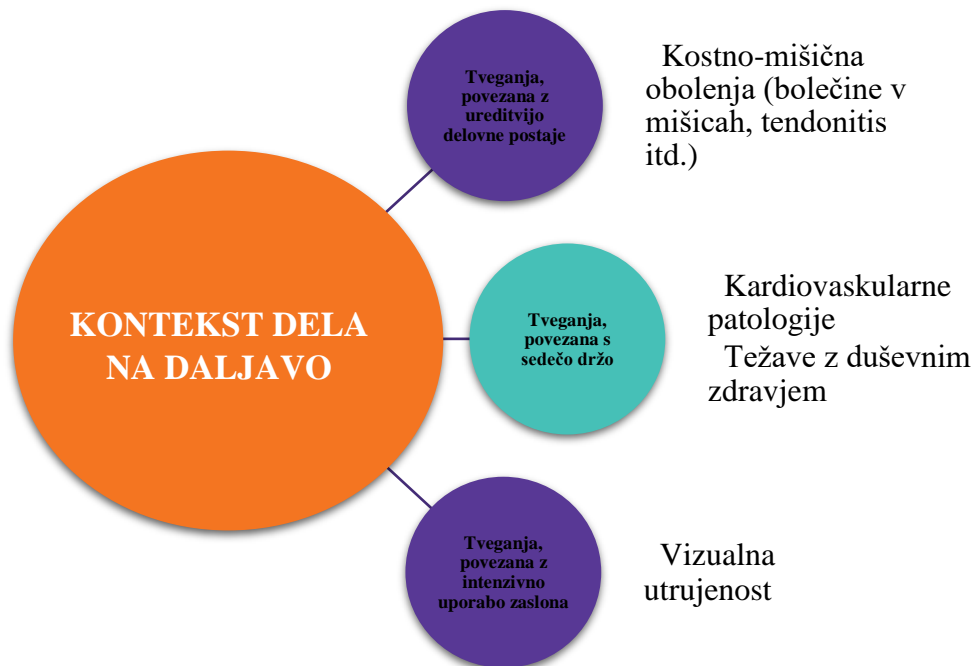 KONTEKST DELA
NA DALJAVO
Tveganja,
povezana z
ureditvijo
delovne postaje
Kostno-mišična
obolenja (bolečine v
mišicah, tendonitis
itd.)
Tveganja,
povezana s
sedečo držo
Kardiovaskularne
patologije
Težave z duševnim
zdravjem
Tveganja,
povezana z
intenzivno
uporabo zaslona
Vizualna
utrujenost